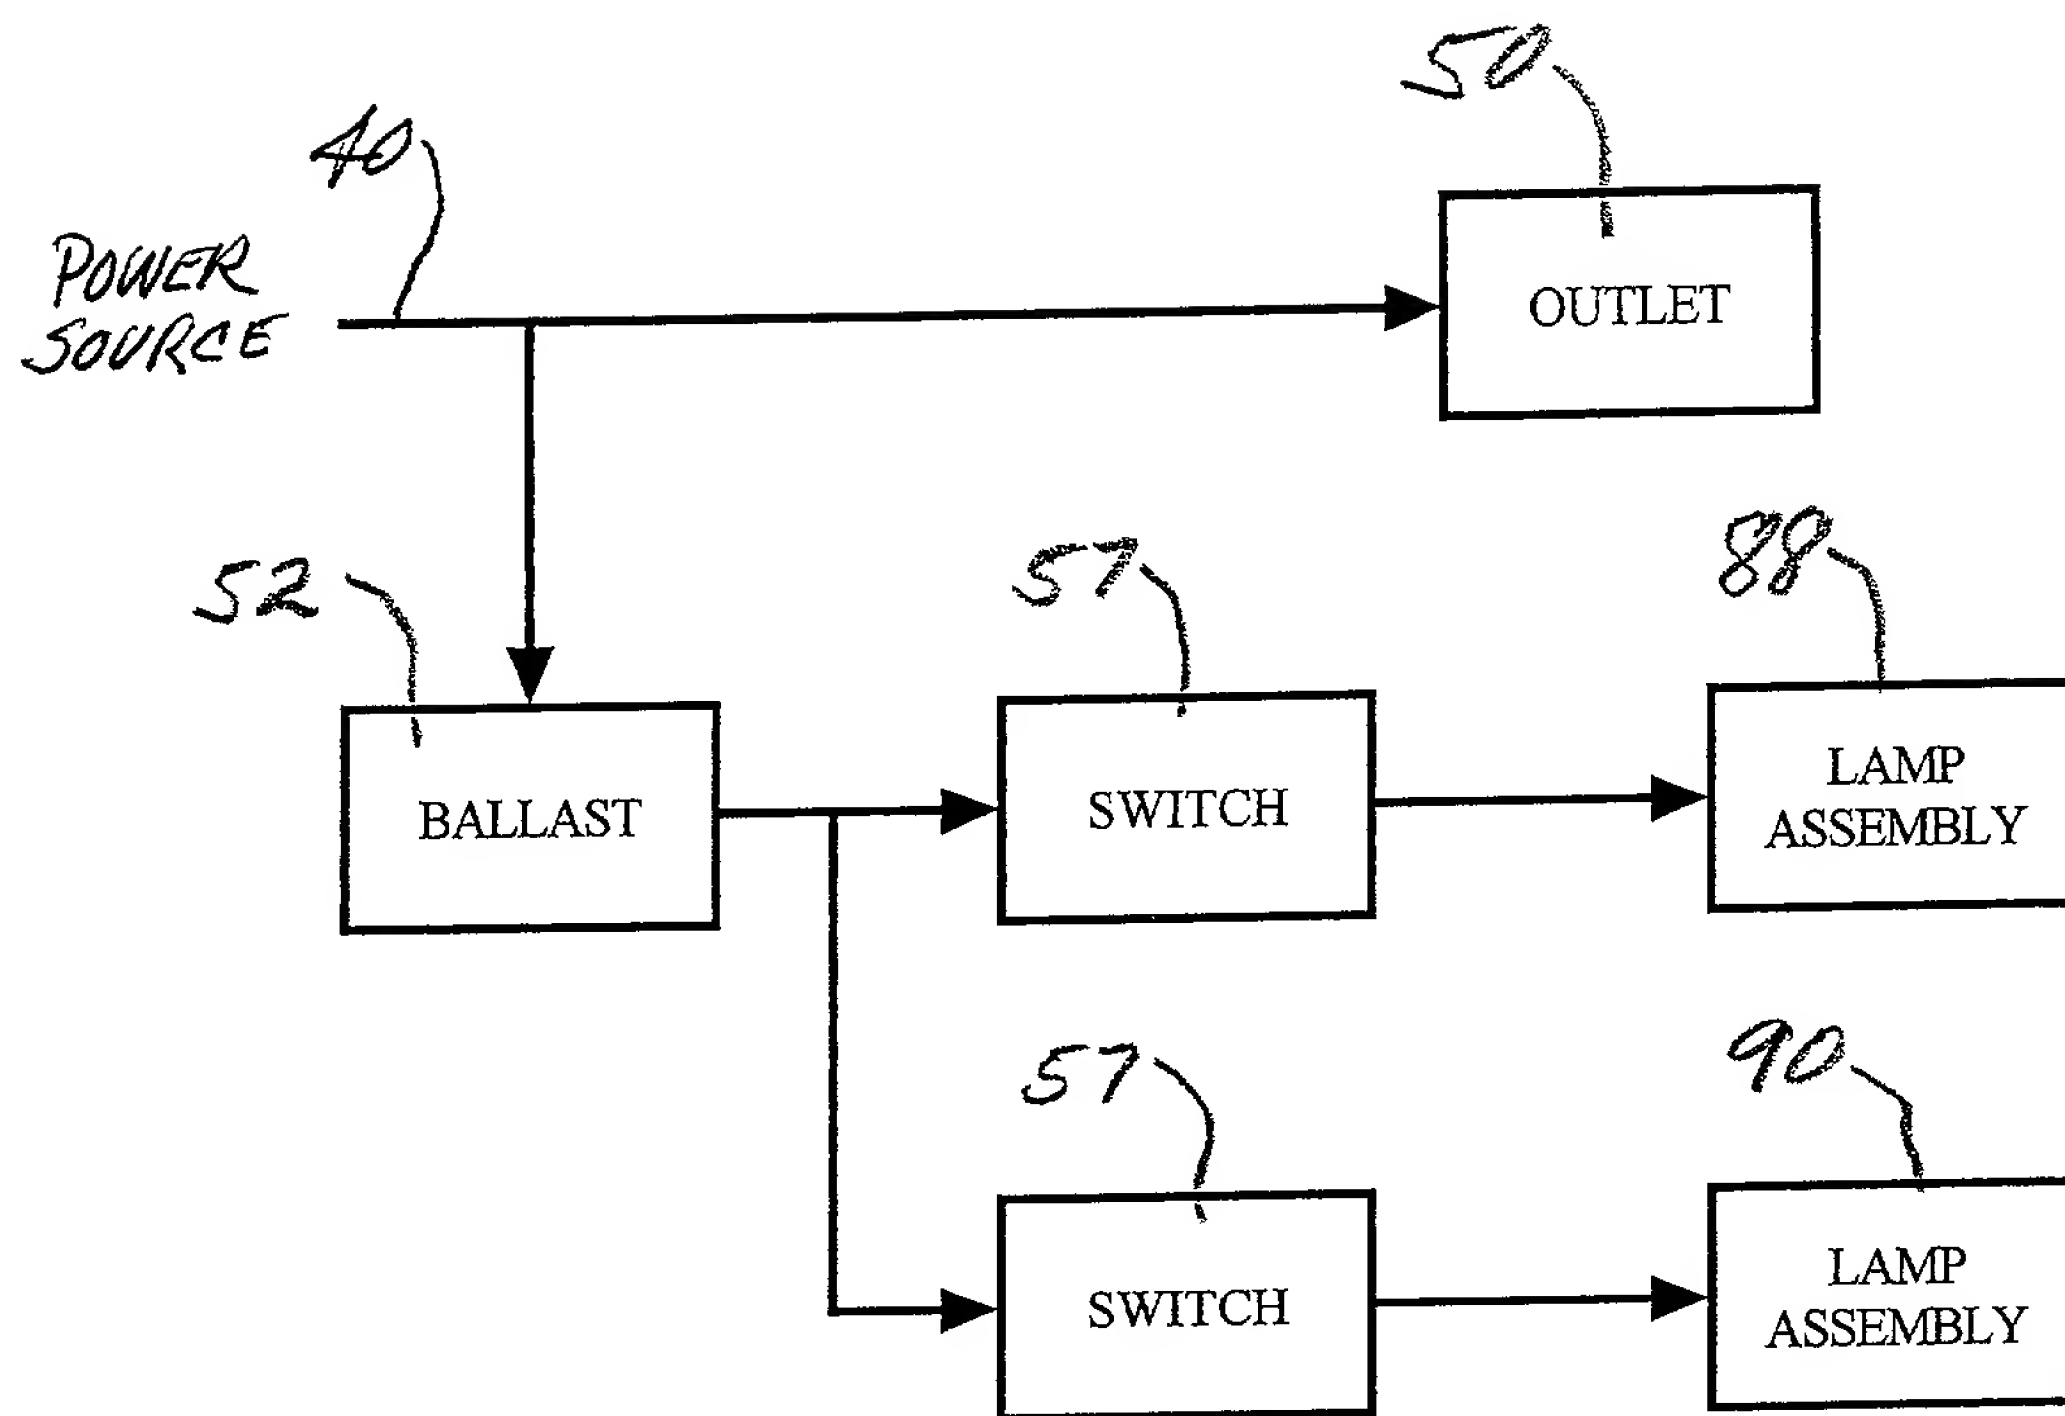 50
40
POWER
SOURCE
OUTLET
52
57
88
BALLAST
SWITCH
LAMP
ASSEMBLY
57
90
SWITCH
LAMP
ASSEMBLY